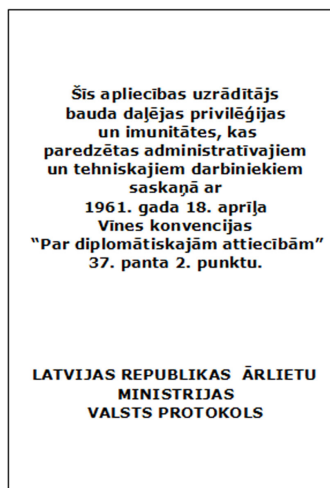 Šīs apliecības uzrādītājs
bauda daļējas privilēģijas
un imunitātes, kas
paredzētas administratīvajiem
un tehniskajiem darbiniekiem
saskaņā ar
1961. gada 18. aprīļa
Vīnes konvencijas
“Par diplomātiskajām attiecībām”
37. panta 2. punktu.
LATVIJAS REPUBLIKAS ĀRLIETU
MINISTRIJAS
VALSTS PROTOKOLS